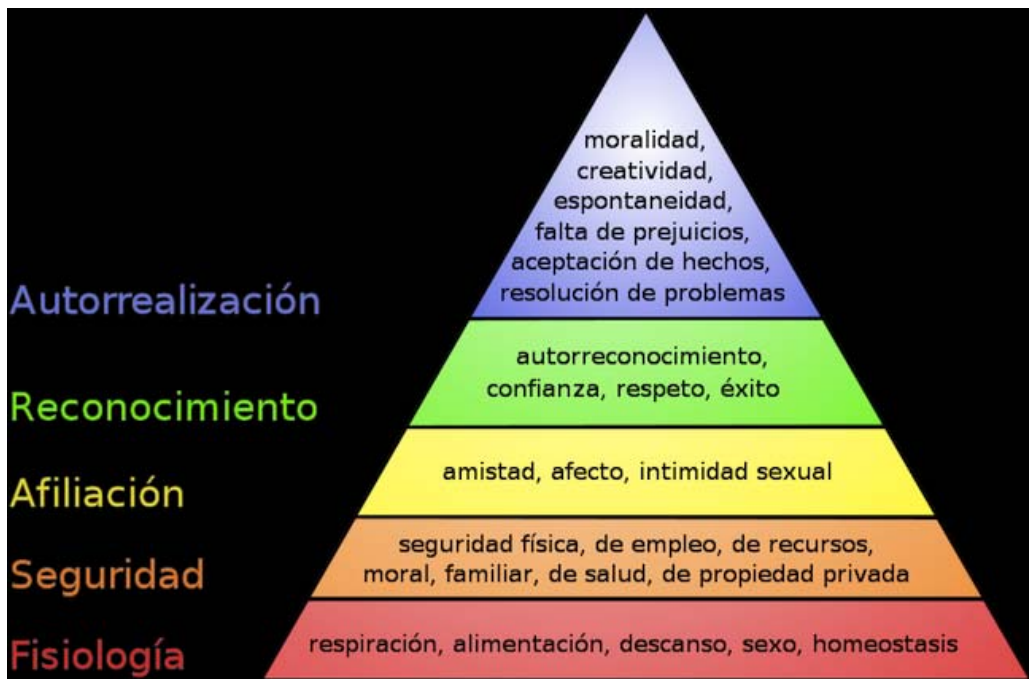 moralidad,
creatividad,
espontaneidad,
falta de prejuicios,
aceptación de hechos,
resolución de problemas
Autorrealización
autorreconocimiento,
confianza, respeto, éxito
Reconocimiento
amistad, afecto, intimidad sexual
Afiliación
seguridad física, de empleo, de recursos,
moral, familiar, de salud, de propiedad privada
Seguridad
respiración, alimentación, descanso, sexo, homeostasis
Fisiología